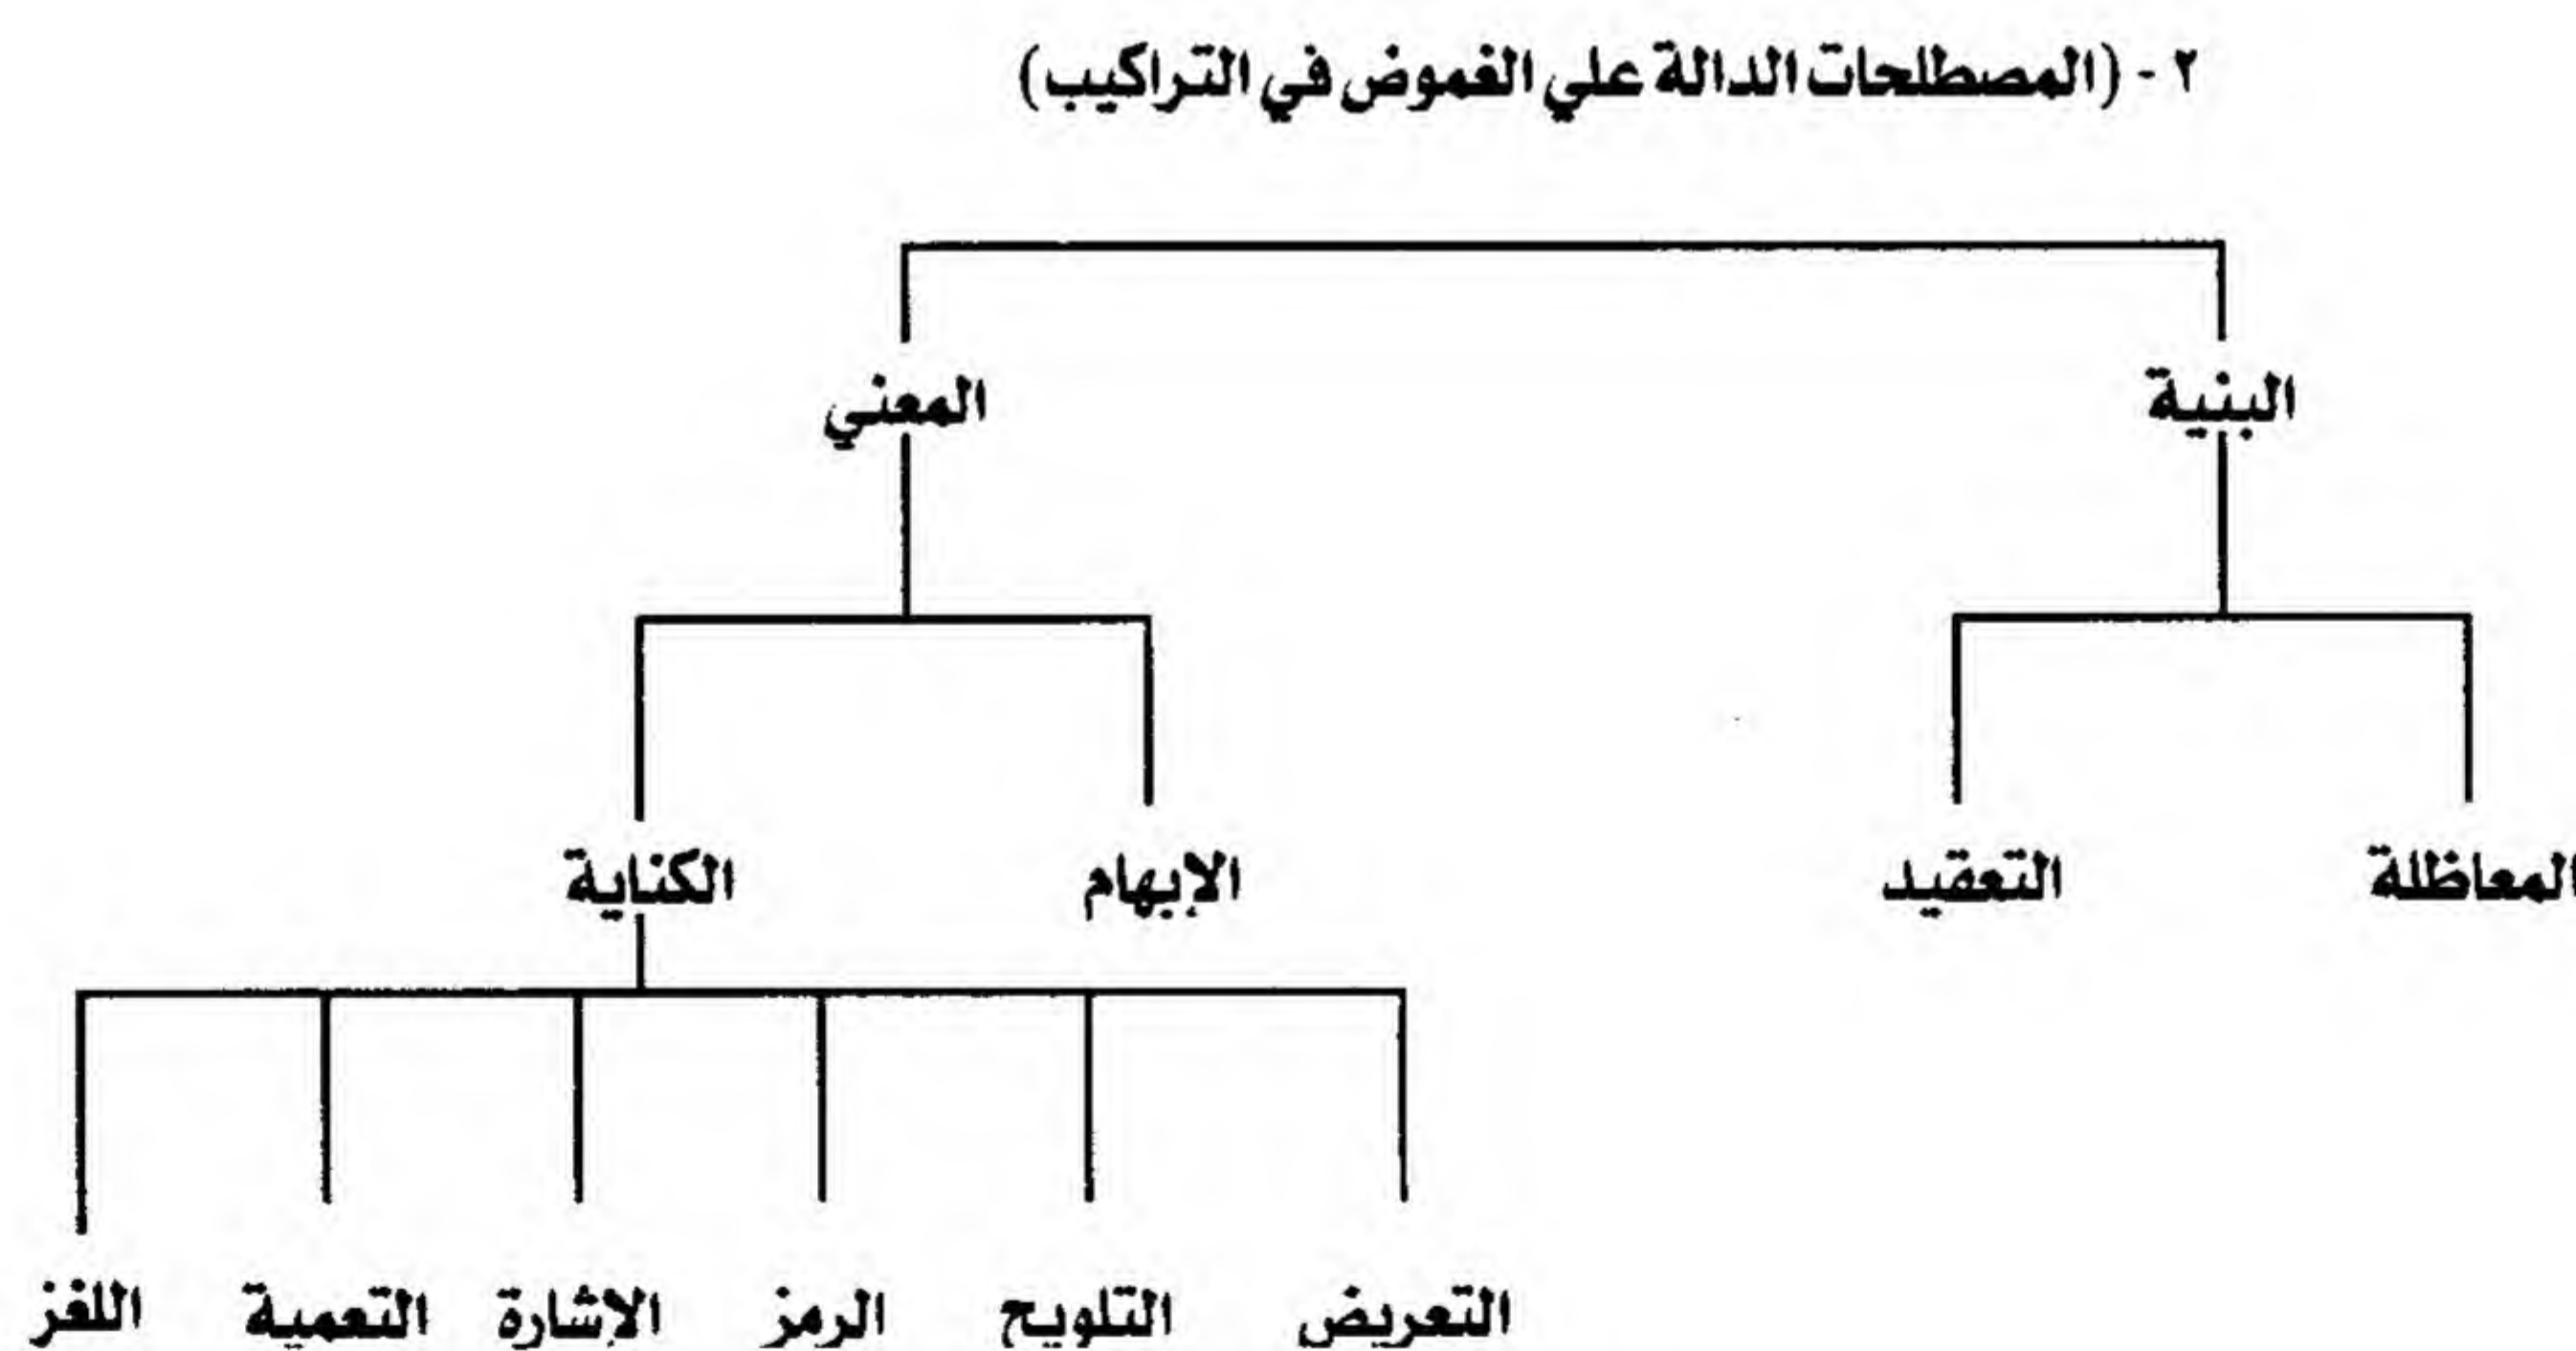 ٢ - (المصطلحات الدالة علي الغموض في التراكيب)
البنية المعني
المعاظلة التعقيد الإبهام الكناية
التعريض التلويح الرمز الإشارة التعمية اللغز